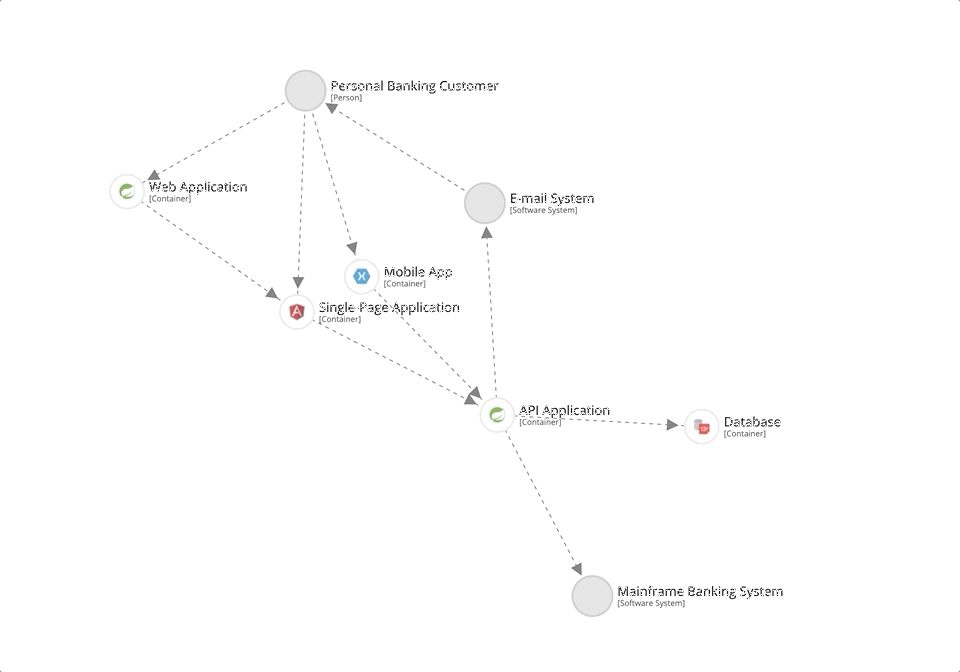 Personal Banking Customer
[Person]
Web Application
[Container]
E-mail System
[Software System]
Mobile App
[Container]
Single Page Application
[Container]
API Application
[Container]
Database
[Container]
Mainframe Banking System
[Software System]